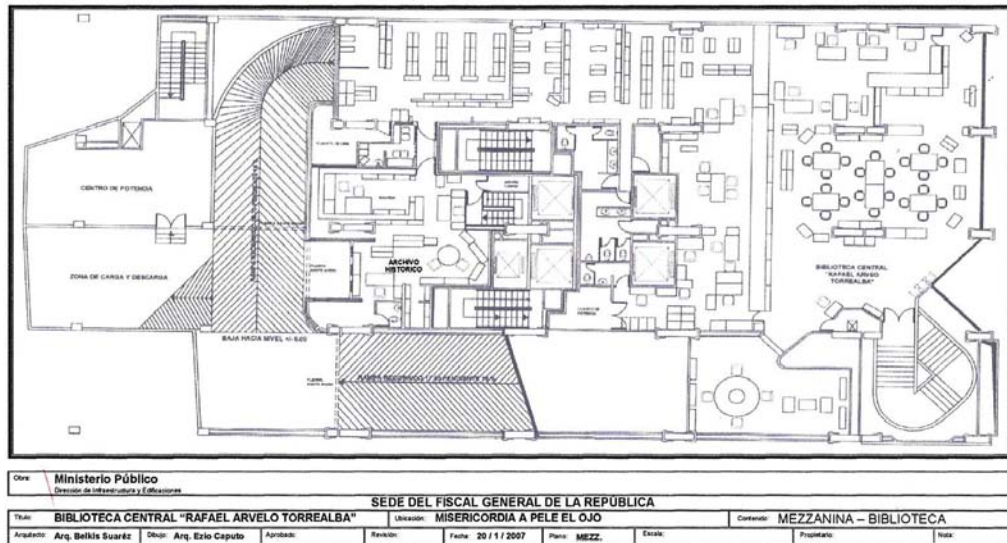 CENTRO DE POTENCIA
ZONA DE CARGA Y DESCARGA
ARCHIVO
HISTORICO
BIBLIOTECA CENTRAL
"RAFAEL ARVEO
TORREALBA"
BAJA HACIA NIVEL
CUARTO DE
Obra: Ministerio Público
Dirección de Infraestructura y Edificaciones
SEDE DEL FISCAL GENERAL DE LA REPÚBLICA
Título: BIBLIOTECA CENTRAL "RAFAEL ARVELO TORREALBA" Ubicación: MISERICORDIA A PELE EL OJO Contenido: MEZZANINA – BIBLIOTECA
Arquitecto: Arq. Belkis Suaréz Dibujo: Arq. Ezio Caputo Aprobado: Revisión: Fecha: 20 / 1 / 2007 Plano: MEZZ. Escala: Propietario: Nota: